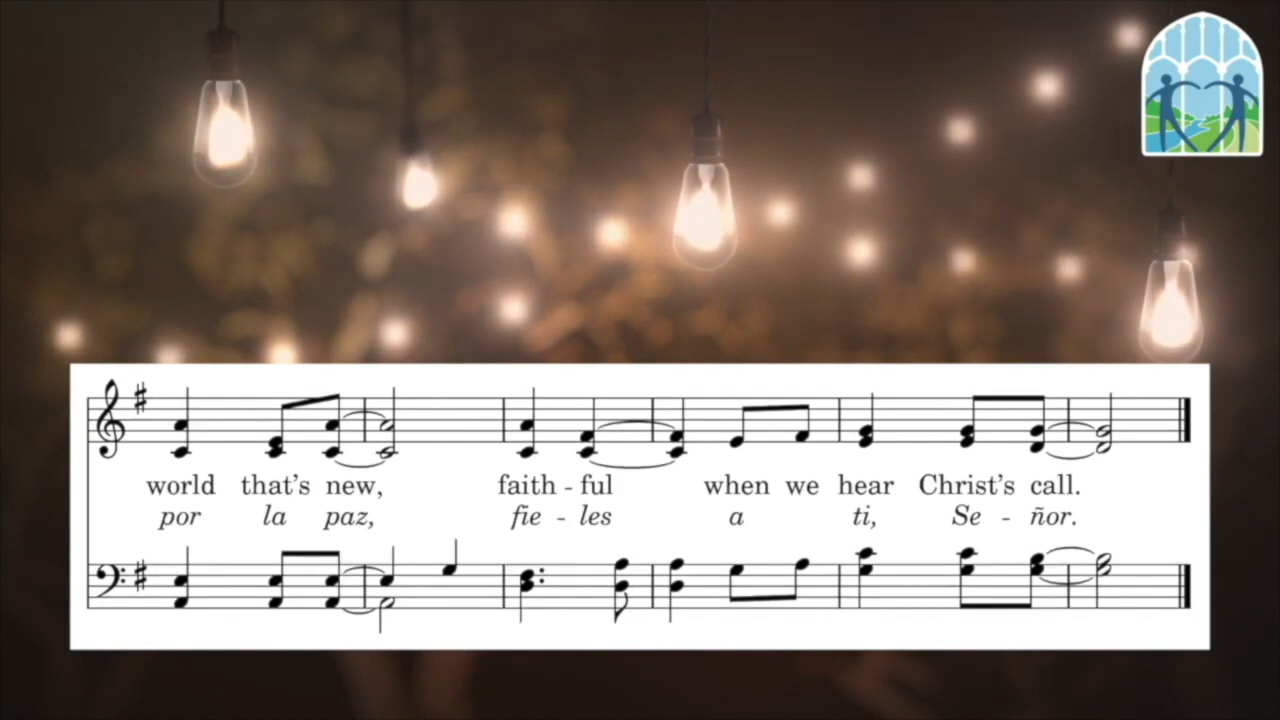 world that's new, faith - ful when we hear Christ's call.
por la paz, fie - les a ti, Se - ñor.